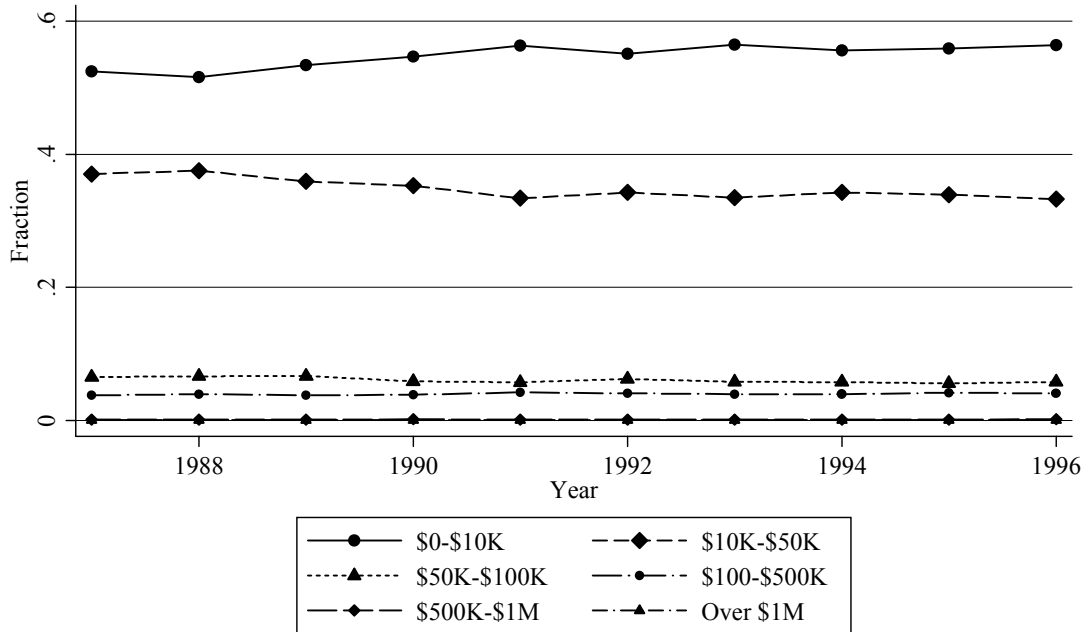 .6
.4
.2
0
Fraction
1988 1990 1992 1994 1996
Year
$0-$10K $10K-$50K
$50K-$100K $100-$500K
$500K-$1M Over $1M